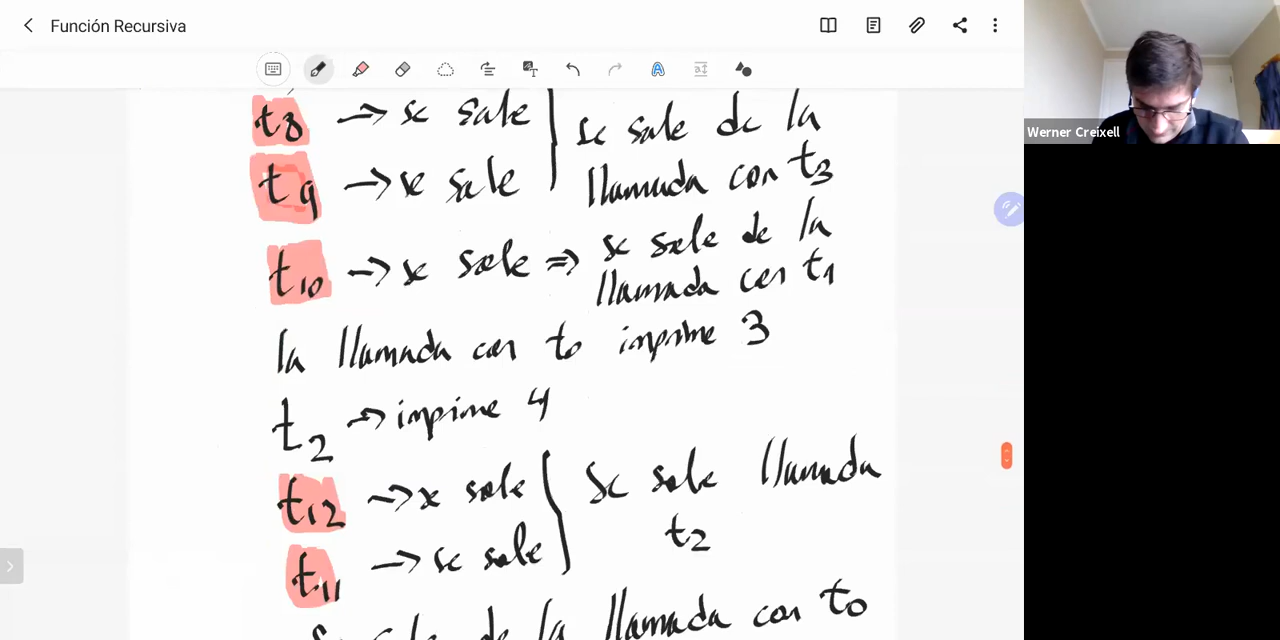 Función Recursiva
Werner Creixell
t8 → se sale
se sale de la
llamada con t3
t9 → se sale
t10 → se sale ⇒ se sale de la
llamada con t1
la llamada con t0 imprime 3
t2 → imprime 4
t12 → se sale
Se sale llamada
t2
t11 → se sale
Se sale de la llamada con t0